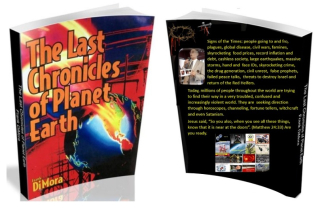 The Last
Chronicles
of Planet
Earth
DiMora
Signs of the Times: people going to and fro,
plagues, global disease, civil wars, famines,
skyrocketing food prices, record inflation and
debt, cashless society, large earthquakes, massive
storms, hand and face IDs, skyrocketing crime,
the drug generation, civil unrest, false prophets,
failed peace talks, threats to destroy Israel and
return of the Red Heifers.
Today, millions of people throughout the world are trying
to find their way in a very troubled, confused and
increasingly violent world. They are seeking direction
through horoscopes, channeling, fortune tellers, witchcraft
and even Satanism.
Jesus said, "So you also, when you see all these things,
know that it is near at the doors". (Matthew 24:33) Are
you ready.